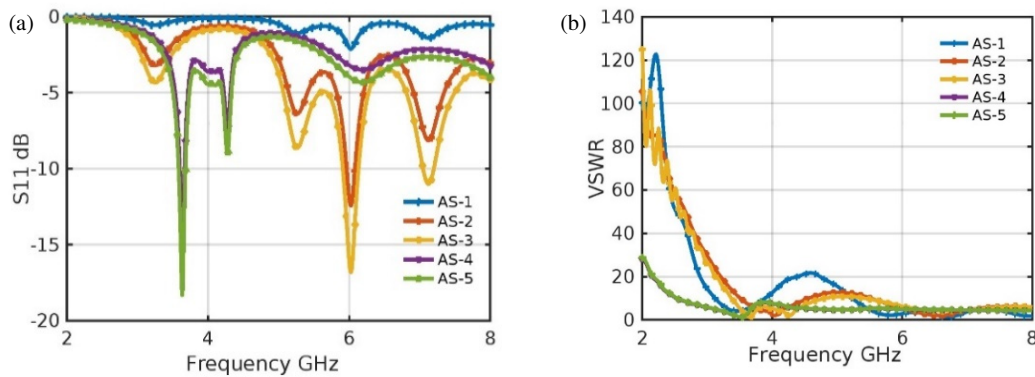 (a)
S11 dB
0
-5
-10
-15
-20
2 4 6 8
Frequency GHz
AS-1
AS-2
AS-3
AS-4
AS-5
(b)
VSWR
140
120
100
80
60
40
20
0
2 4 6 8
Frequency GHz
AS-1
AS-2
AS-3
AS-4
AS-5